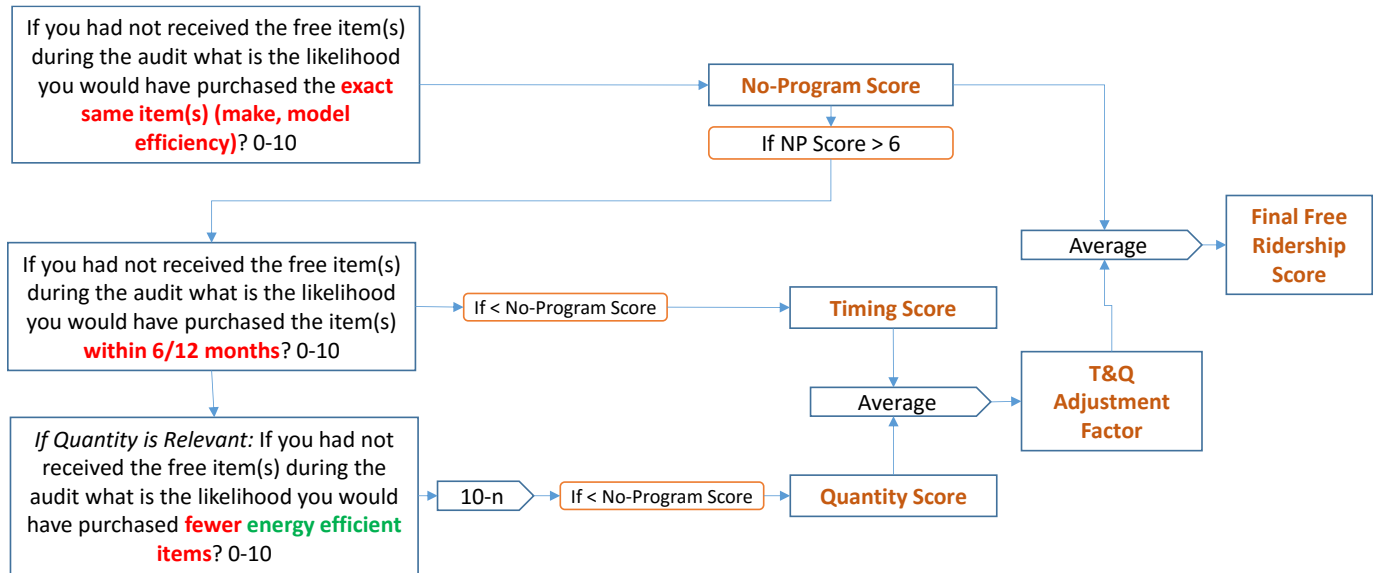 If you had not received the free item(s)
during the audit what is the likelihood
you would have purchased the exact
same item(s) (make, model
efficiency)? 0-10
No-Program Score
If NP Score > 6
If you had not received the free item(s)
during the audit what is the likelihood
you would have purchased the item(s)
within 6/12 months? 0-10
If < No-Program Score
Timing Score
Average
Final Free
Ridership
Score
Average
T&Q
Adjustment
Factor
If Quantity is Relevant: If you had not
received the free item(s) during the
audit what is the likelihood you would
have purchased fewer energy efficient
items? 0-10
10-n
If < No-Program Score
Quantity Score